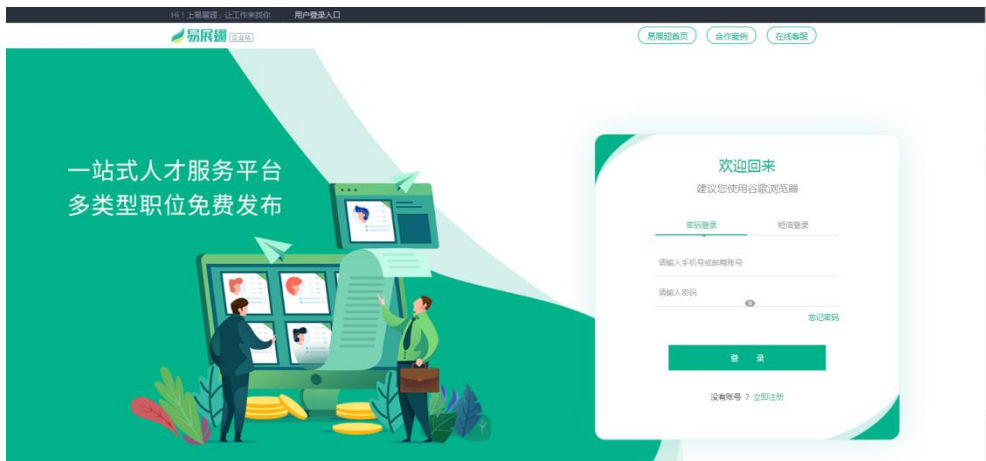 Hi！上易展翅，让工作来找你 用户登录入口
易展翅 企业站
易展翅首页 合作案例 在线客服
一站式人才服务平台
多类型职位免费发布
欢迎回来
建议您使用谷歌浏览器
密码登录 短信登录
请输入手机号或邮箱账号
请输入密码
忘记密码
登 录
没有账号？立即注册